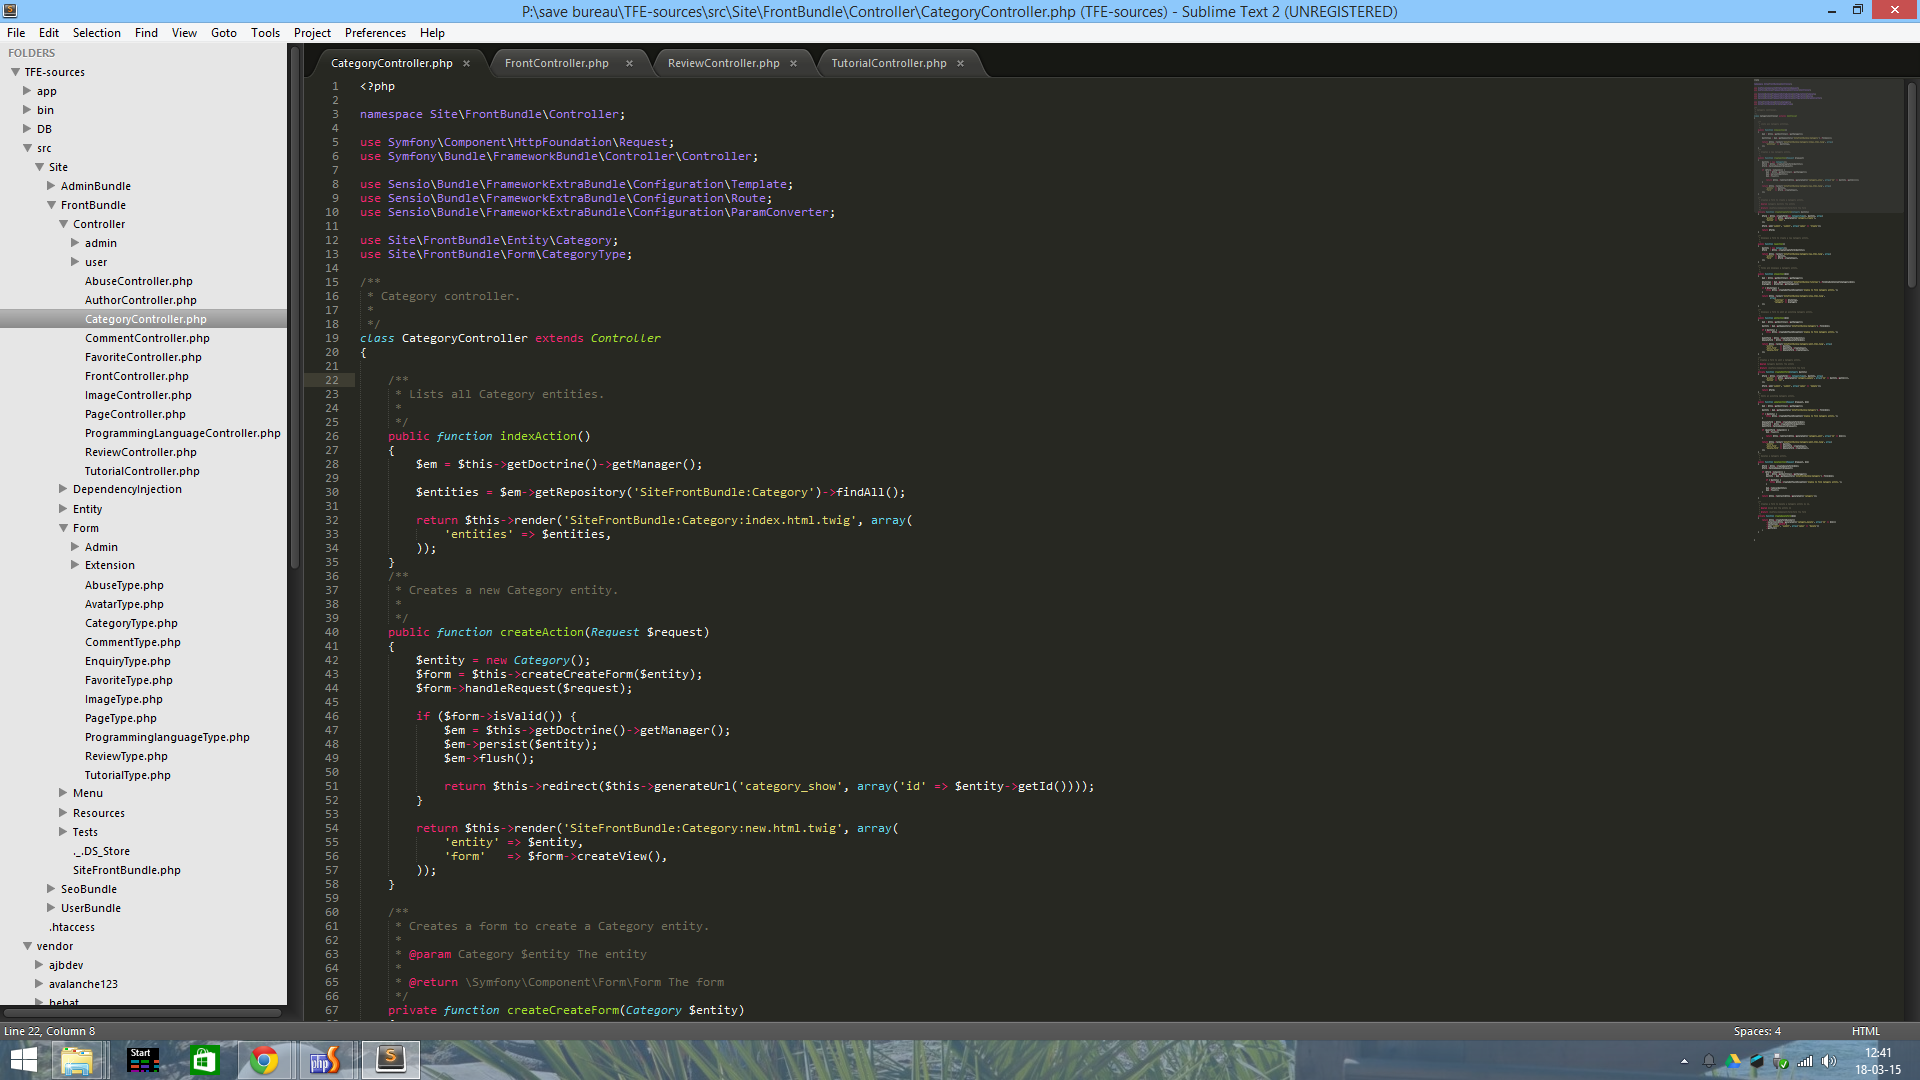 P:\save bureau\TFE-sources\src\Site\FrontBundle\Controller\CategoryController.php (TFE-sources) - Sublime Text 2 (UNREGISTERED)
File Edit Selection Find View Goto Tools Project Preferences Help
FOLDERS
TFE-sources
app
bin
DB
src
Site
AdminBundle
FrontBundle
Controller
admin
user
AbuseController.php
AuthorController.php
CategoryController.php
CommentController.php
FavoriteController.php
FrontController.php
ImageController.php
PageController.php
ProgrammingLanguageController.php
ReviewController.php
TutorialController.php
DependencyInjection
Entity
Form
Admin
Extension
AbuseType.php
AvatarType.php
CategoryType.php
CommentType.php
EnquiryType.php
FavoriteType.php
ImageType.php
PageType.php
ProgramminglanguageType.php
ReviewType.php
TutorialType.php
Menu
Resources
Tests
._.DS_Store
SiteFrontBundle.php
SeoBundle
UserBundle
.htaccess
vendor
ajbdev
avalanche123
behat
CategoryController.php × FrontController.php × ReviewController.php × TutorialController.php ×
1 <?php
2
3 namespace Site\FrontBundle\Controller;
4
5 use Symfony\Component\HttpFoundation\Request;
6 use Symfony\Bundle\FrameworkBundle\Controller\Controller;
7
8 use Sensio\Bundle\FrameworkExtraBundle\Configuration\Template;
9 use Sensio\Bundle\FrameworkExtraBundle\Configuration\Route;
10 use Sensio\Bundle\FrameworkExtraBundle\Configuration\ParamConverter;
11
12 use Site\FrontBundle\Entity\Category;
13 use Site\FrontBundle\Form\CategoryType;
14
15 /**
16  * Category controller.
17  *
18  */
19 class CategoryController extends Controller
20 {
21
22     /**
23      * Lists all Category entities.
24      *
25      */
26     public function indexAction()
27     {
28         $em = $this->getDoctrine()->getManager();
29
30         $entities = $em->getRepository('SiteFrontBundle:Category')->findAll();
31
32         return $this->render('SiteFrontBundle:Category:index.html.twig', array(
33             'entities' => $entities,
34         ));
35     }
36     /**
37      * Creates a new Category entity.
38      *
39      */
40     public function createAction(Request $request)
41     {
42         $entity = new Category();
43         $form = $this->createCreateForm($entity);
44         $form->handleRequest($request);
45
46         if ($form->isValid()) {
47             $em = $this->getDoctrine()->getManager();
48             $em->persist($entity);
49             $em->flush();
50
51             return $this->redirect($this->generateUrl('category_show', array('id' => $entity->getId())));
52         }
53
54         return $this->render('SiteFrontBundle:Category:new.html.twig', array(
55             'entity' => $entity,
56             'form'   => $form->createView(),
57         ));
58     }
59
60     /**
61      * Creates a form to create a Category entity.
62      *
63      * @param Category $entity The entity
64      *
65      * @return \Symfony\Component\Form\Form The form
66      */
67     private function createCreateForm(Category $entity)
Line 22, Column 8 Spaces: 4 HTML
Start
php
12:41
18-03-15